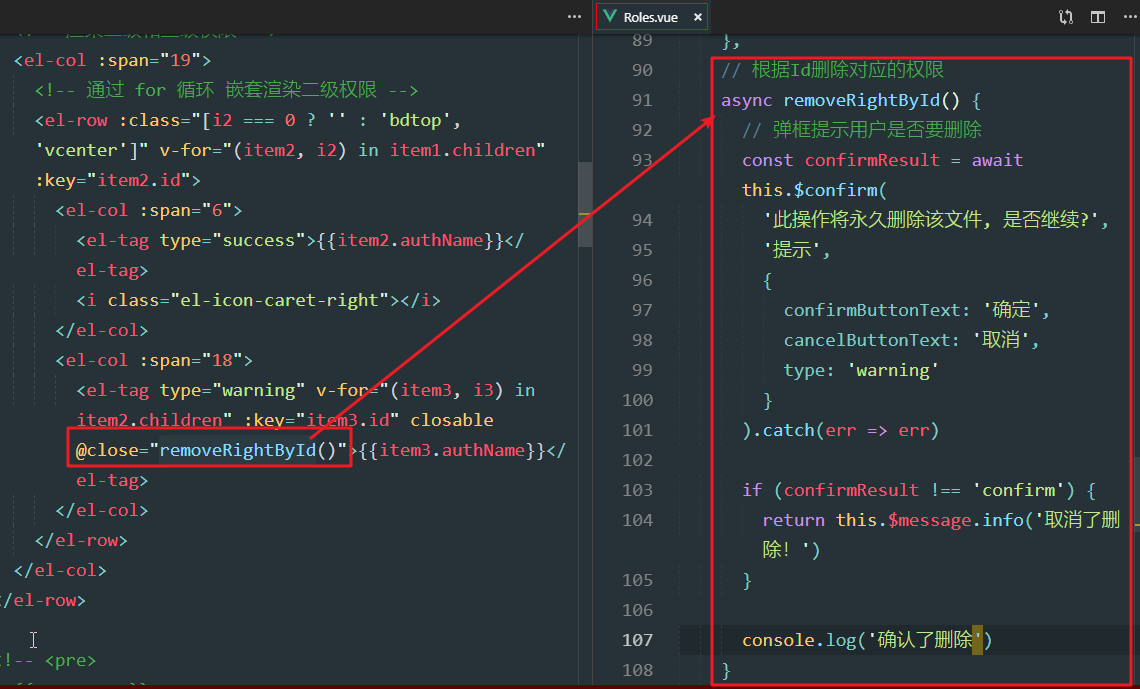 Roles.vue ×
<el-col :span="19">
<!-- 通过 for 循环 嵌套渲染二级权限 -->
<el-row :class="[i2 === 0 ? '' : 'bdtop',
'vcenter']" v-for="(item2, i2) in item1.children"
:key="item2.id">
<el-col :span="6">
<el-tag type="success">{{item2.authName}}</
el-tag>
<i class="el-icon-caret-right"></i>
</el-col>
<el-col :span="18">
<el-tag type="warning" v-for="(item3, i3) in
item2.children" :key="item3.id" closable
@close="removeRightById()">{{item3.authName}}</
el-tag>
</el-col>
</el-row>
</el-col>
/el-row>
!-- <pre>
89 },
90 // 根据Id删除对应的权限
91 async removeRightById() {
92 // 弹框提示用户是否要删除
93 const confirmResult = await
this.$confirm(
94 '此操作将永久删除该文件, 是否继续?',
95 '提示',
96 {
97 confirmButtonText: '确定',
98 cancelButtonText: '取消',
99 type: 'warning'
100 }
101 ).catch(err => err)
102
103 if (confirmResult !== 'confirm') {
104 return this.$message.info('取消了删
除！')
105 }
106
107 console.log('确认了删除')
108 }